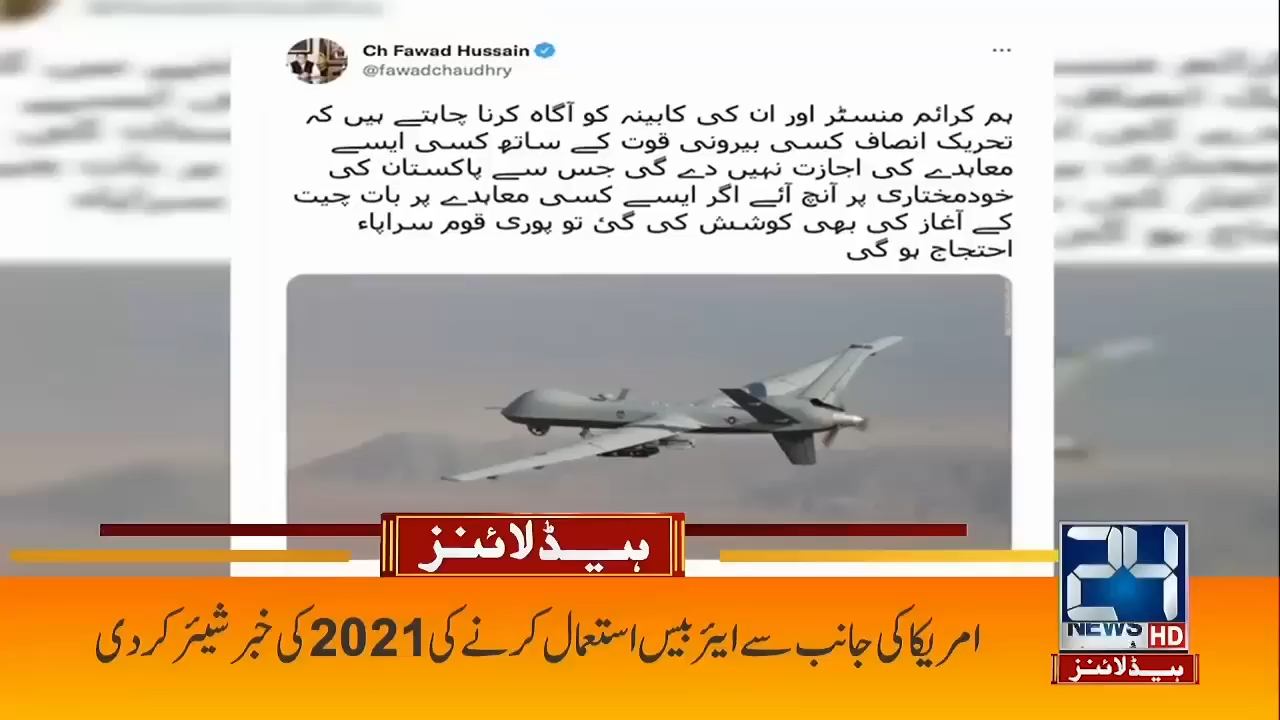 Ch Fawad Hussain
@fawadchaudhry
ہم کرائم منسٹر اور ان کی کابینہ کو آگاہ کرنا چاہتے ہیں کہ
تحریک انصاف کسی بیرونی قوت کے ساتھ کسی ایسے
معاہدے کی اجازت نہیں دے گی جس سے پاکستان کی
خودمختاری پر آنچ آئے اگر ایسے کسی معاہدے پر بات چیت
کے آغاز کی بھی کوشش کی گئ تو پوری قوم سراپاء
احتجاج ہو گی
ہیڈلائنز
امریکا کی جانب سے ایئربیس استعمال کرنے کی 2021 کی خبر شیئر کر دی
24
NEWS HD
ہیڈلائنز